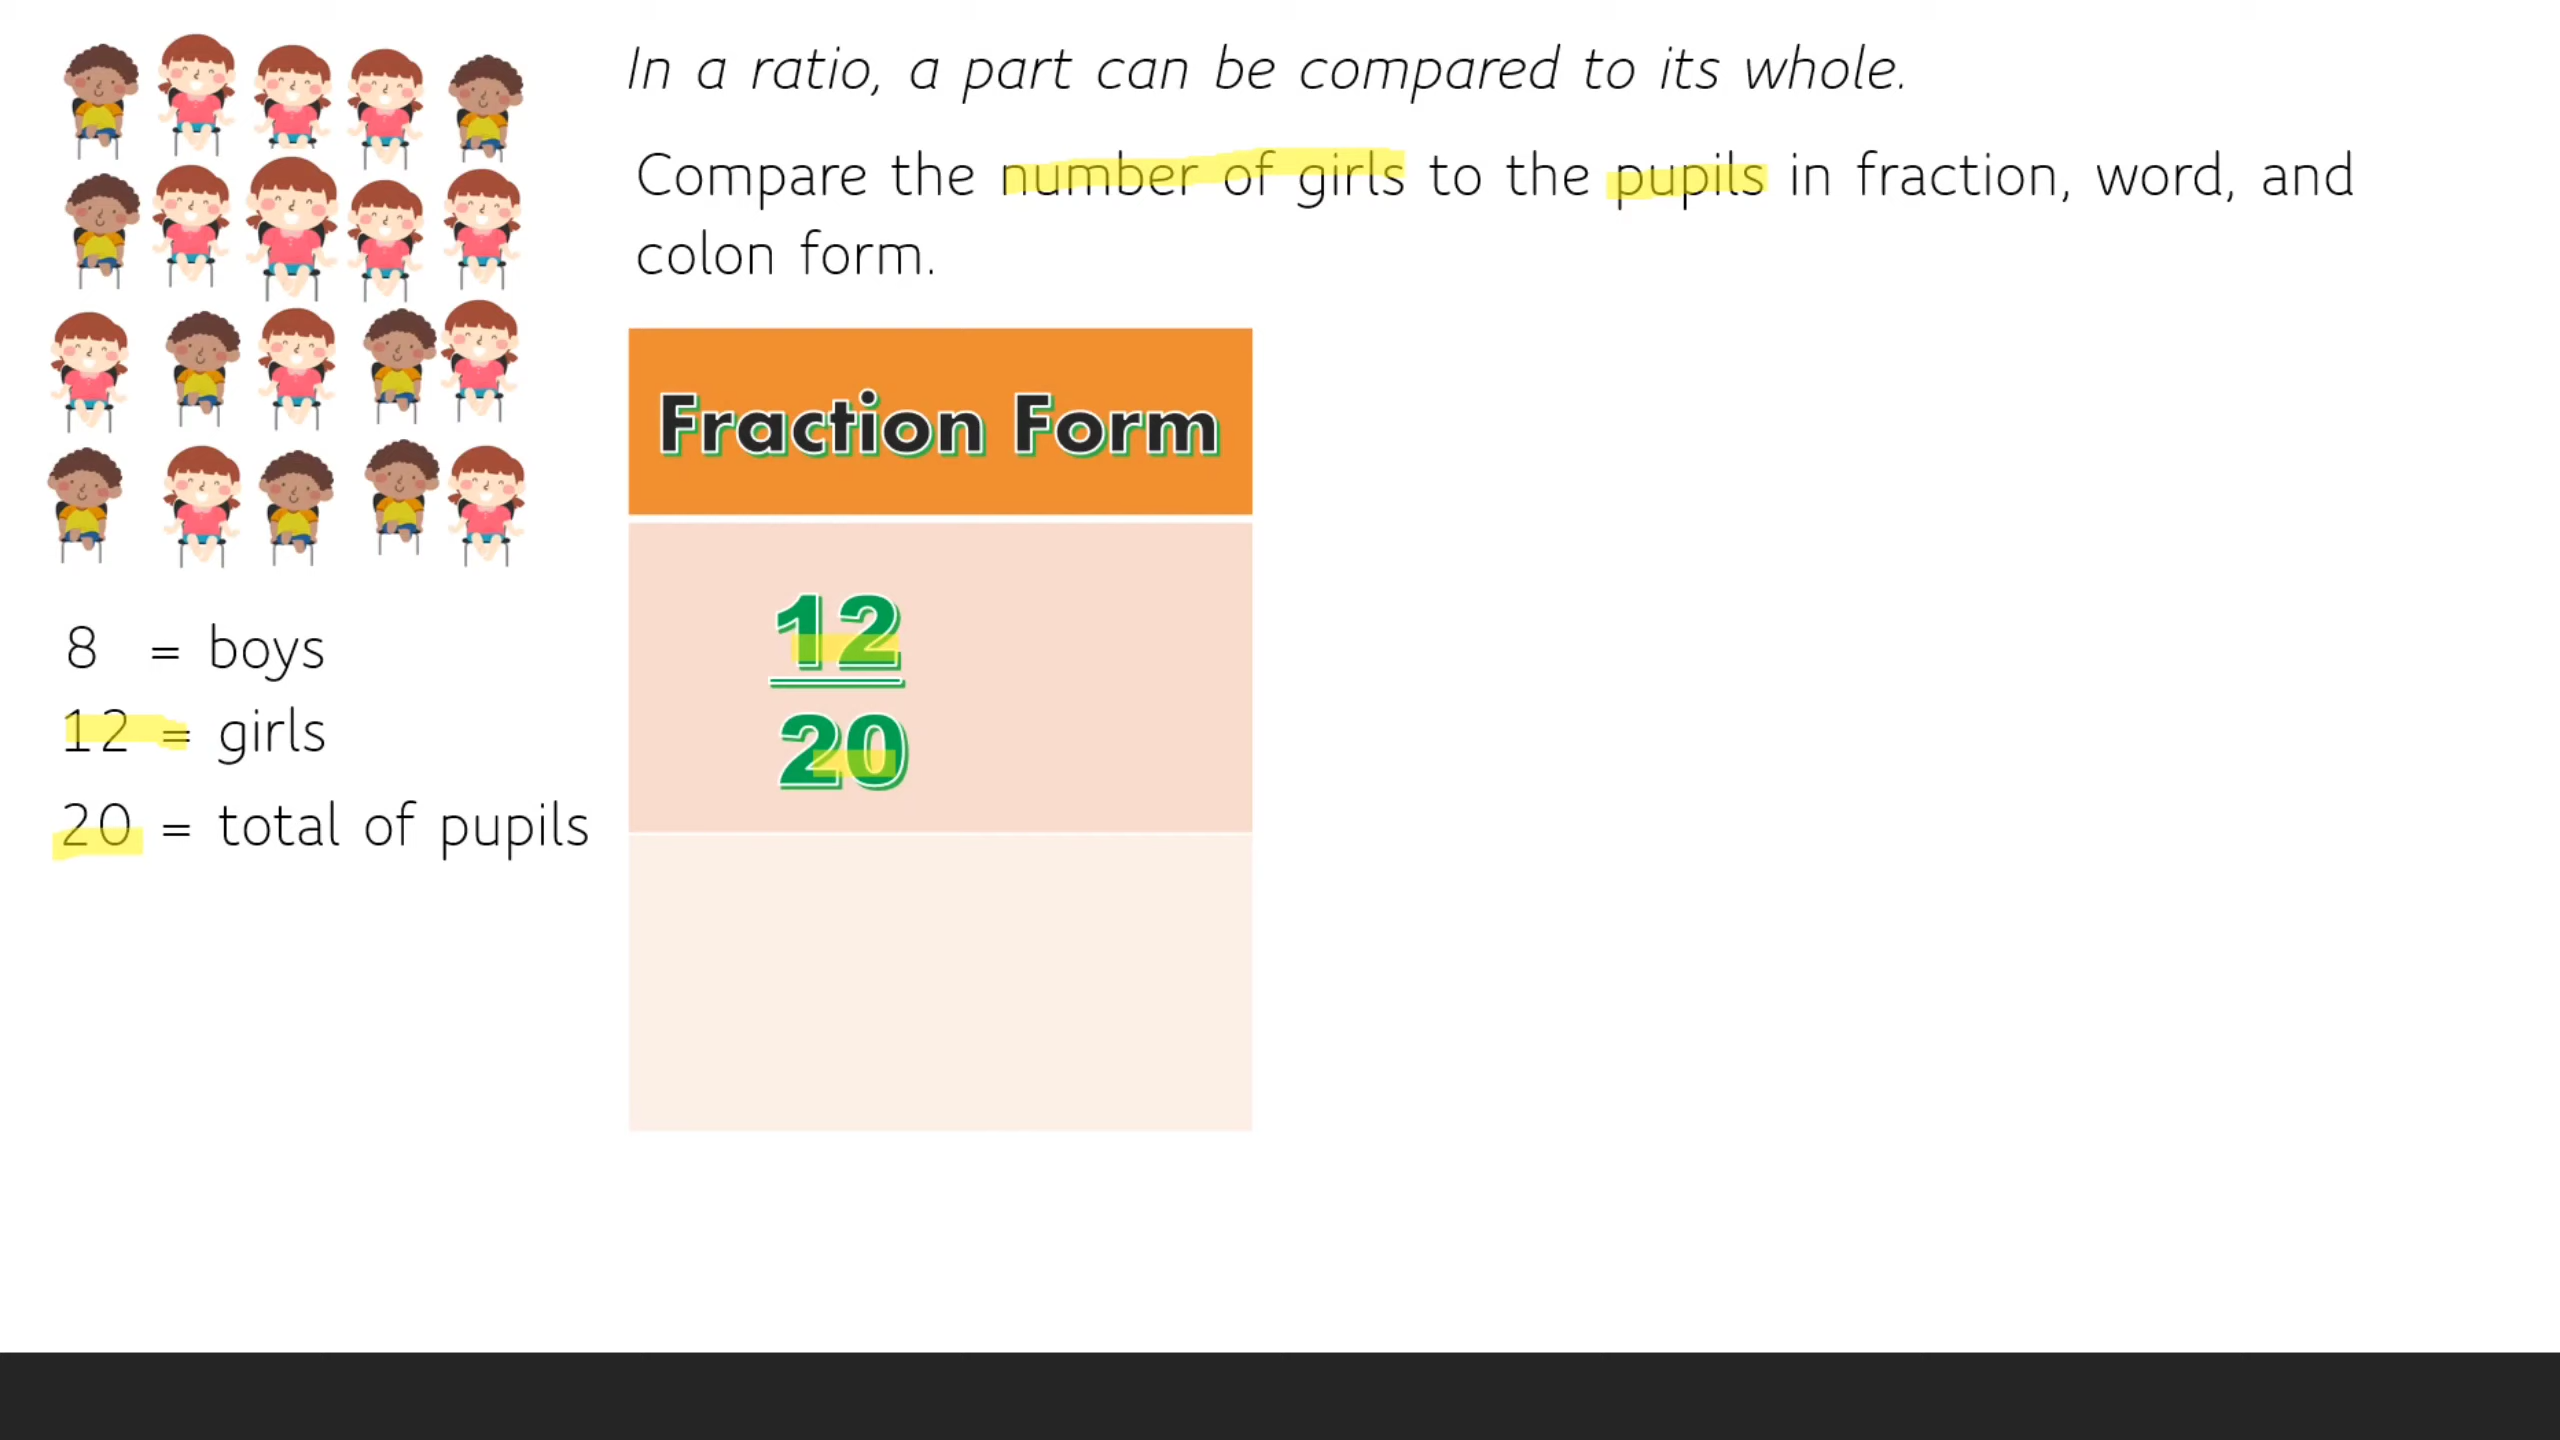 In a ratio, a part can be compared to its whole.
Compare the number of girls to the pupils in fraction, word, and
colon form.
Fraction Form
12
20
8 = boys
12 = girls
20 = total of pupils